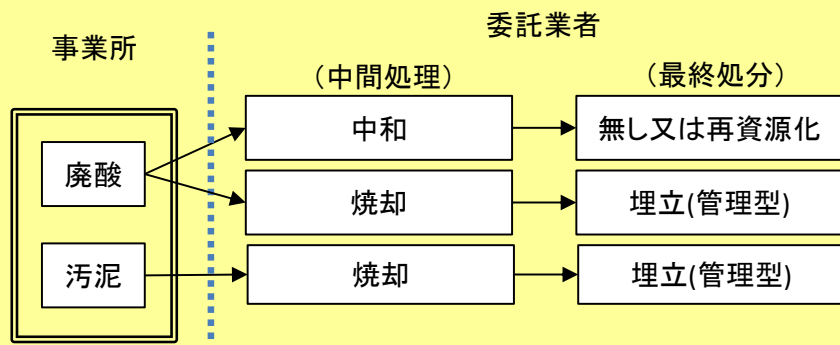 委託業者
事業所
（中間処理）
（最終処分）
廃酸
中和
無し又は再資源化
焼却
埋立(管理型)
汚泥
焼却
埋立(管理型)